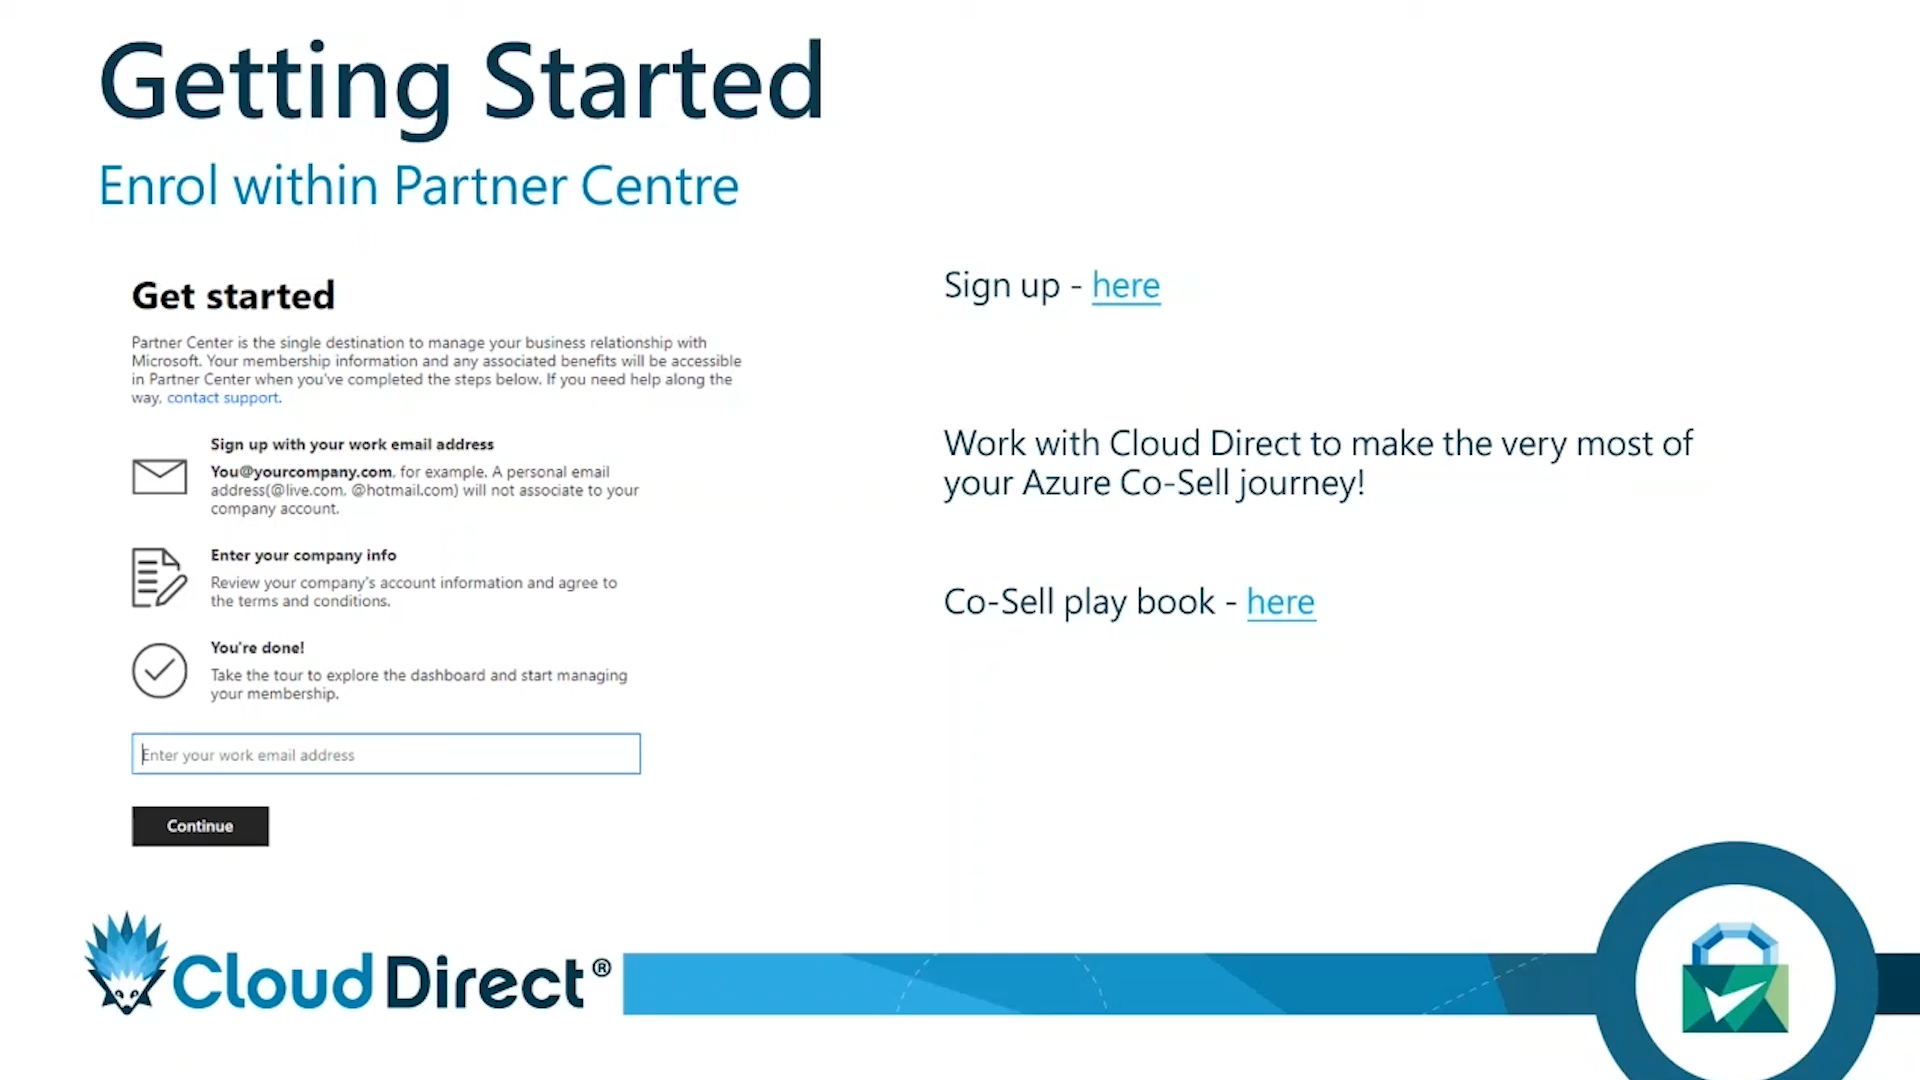 Getting Started
Enrol within Partner Centre
Get started
Partner Center is the single destination to manage your business relationship with
Microsoft. Your membership information and any associated benefits will be accessible
in Partner Center when you've completed the steps below. If you need help along the
way, contact support.
Sign up with your work email address
You@yourcompany.com, for example. A personal email
address(@live.com, @hotmail.com) will not associate to your
company account.
Enter your company info
Review your company's account information and agree to
the terms and conditions.
You're done!
Take the tour to explore the dashboard and start managing
your membership.
Enter your work email address
Continue
Sign up - here
Work with Cloud Direct to make the very most of
your Azure Co-Sell journey!
Co-Sell play book - here
Cloud Direct®